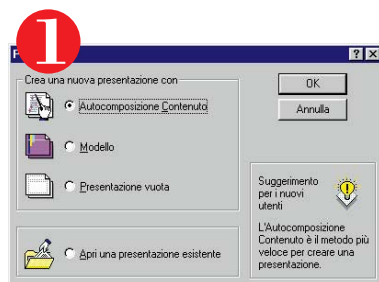 1
P
Crea una nuova presentazione con
Autocomposizione Contenuto
Modello
Presentazione vuota
Apri una presentazione esistente
? ×
OK
Annulla
Suggerimento
per i nuovi
utenti
L'Autocomposizione
Contenuto è il metodo più
veloce per creare una
presentazione.